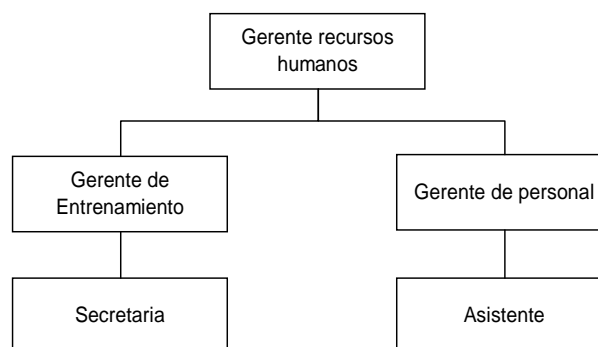 Gerente recursos
humanos
Gerente de
Entrenamiento
Gerente de personal
Secretaria
Asistente